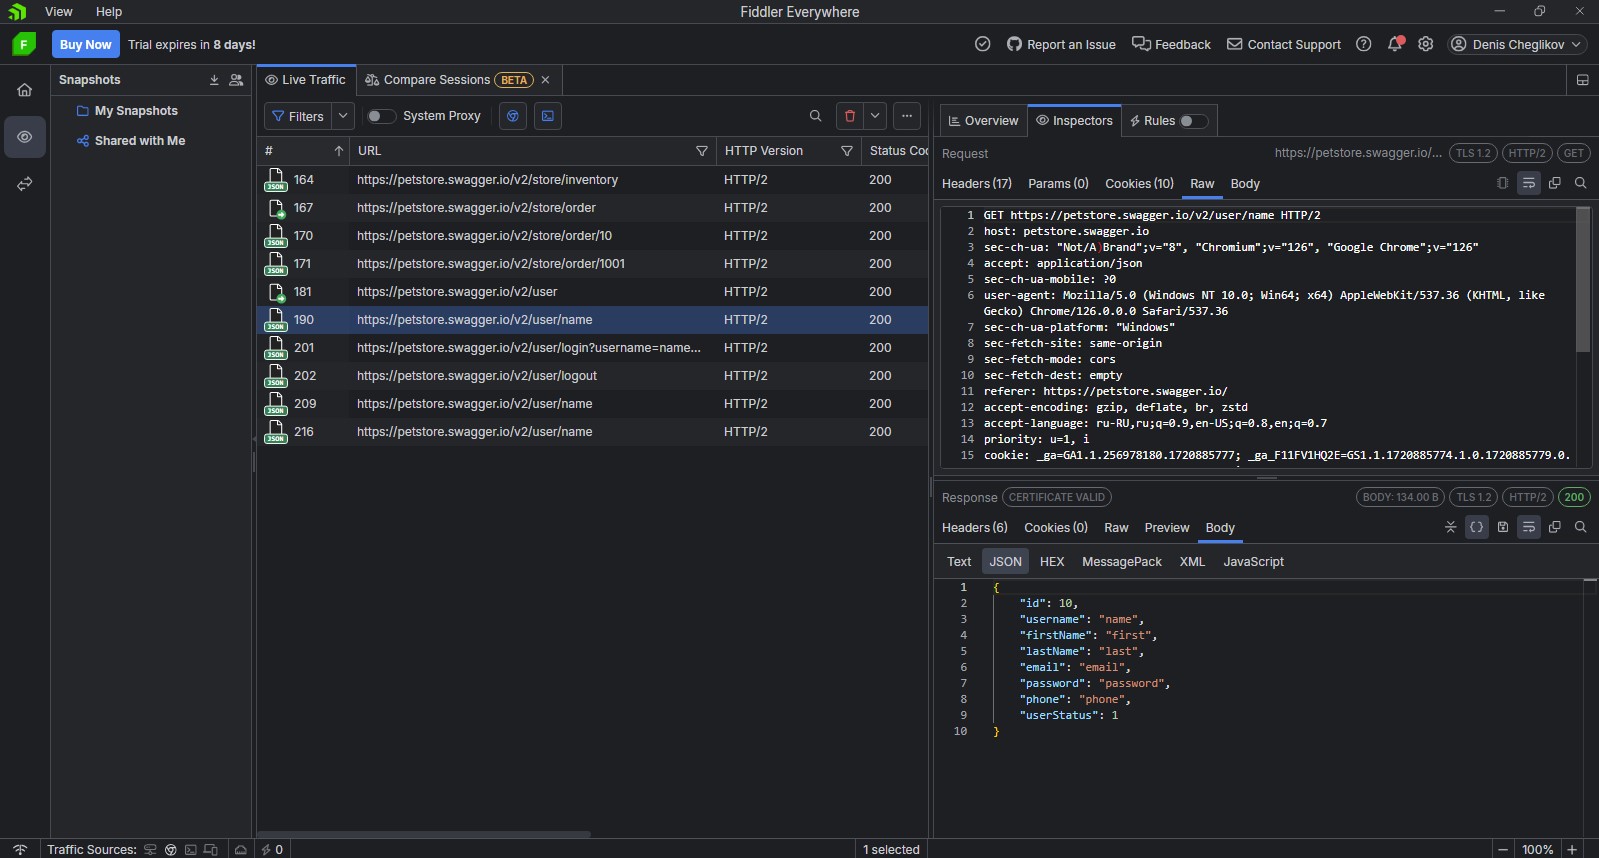 View Help Fiddler Everywhere
F Buy Now Trial expires in 8 days! Report an Issue Feedback Contact Support Denis Cheglikov
Snapshots
My Snapshots
Shared with Me
Live Traffic Compare Sessions BETA
Filters System Proxy
# URL HTTP Version Status Co
JSON 164 https://petstore.swagger.io/v2/store/inventory HTTP/2 200
167 https://petstore.swagger.io/v2/store/order HTTP/2 200
JSON 170 https://petstore.swagger.io/v2/store/order/10 HTTP/2 200
JSON 171 https://petstore.swagger.io/v2/store/order/1001 HTTP/2 200
181 https://petstore.swagger.io/v2/user HTTP/2 200
JSON 190 https://petstore.swagger.io/v2/user/name HTTP/2 200
JSON 201 https://petstore.swagger.io/v2/user/login?username=name... HTTP/2 200
JSON 202 https://petstore.swagger.io/v2/user/logout HTTP/2 200
JSON 209 https://petstore.swagger.io/v2/user/name HTTP/2 200
JSON 216 https://petstore.swagger.io/v2/user/name HTTP/2 200
Overview Inspectors Rules
Request https://petstore.swagger.io/... TLS 1.2 HTTP/2 GET
Headers (17) Params (0) Cookies (10) Raw Body
1 GET https://petstore.swagger.io/v2/user/name HTTP/2
2 host: petstore.swagger.io
3 sec-ch-ua: "Not/A)Brand";v="8", "Chromium";v="126", "Google Chrome";v="126"
4 accept: application/json
5 sec-ch-ua-mobile: ?0
6 user-agent: Mozilla/5.0 (Windows NT 10.0; Win64; x64) AppleWebKit/537.36 (KHTML, like
Gecko) Chrome/126.0.0.0 Safari/537.36
7 sec-ch-ua-platform: "Windows"
8 sec-fetch-site: same-origin
9 sec-fetch-mode: cors
10 sec-fetch-dest: empty
11 referer: https://petstore.swagger.io/
12 accept-encoding: gzip, deflate, br, zstd
13 accept-language: ru-RU,ru;q=0.9,en-US;q=0.8,en;q=0.7
14 priority: u=1, i
15 cookie: _ga=GA1.1.256978180.1720885777; _ga_F11FV1HQ2E=GS1.1.1720885774.1.0.1720885779.0.
Response CERTIFICATE VALID BODY: 134.00 B TLS 1.2 HTTP/2 200
Headers (6) Cookies (0) Raw Preview Body
Text JSON HEX MessagePack XML JavaScript
1 {
2 "id": 10,
3 "username": "name",
4 "firstName": "first",
5 "lastName": "last",
6 "email": "email",
7 "password": "password",
8 "phone": "phone",
9 "userStatus": 1
10 }
Traffic Sources: 0 1 selected 100%